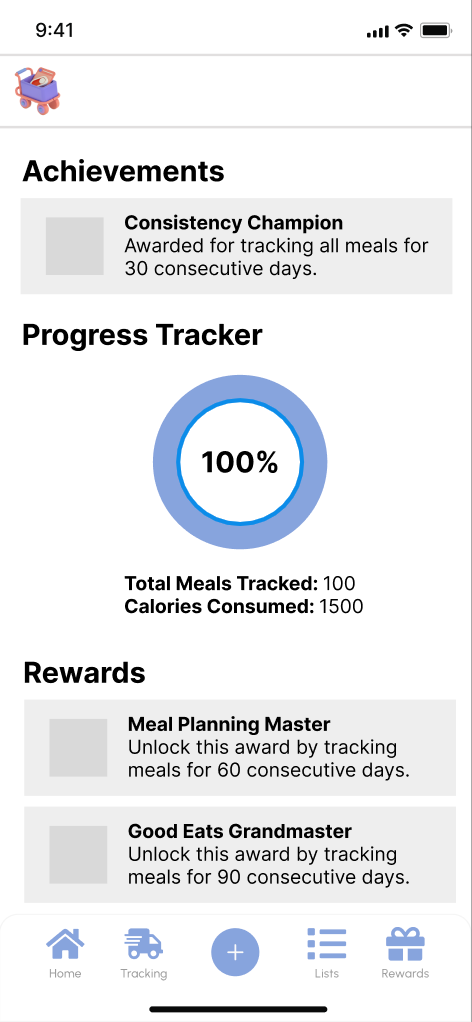 9:41
Achievements
Consistency Champion
Awarded for tracking all meals for
30 consecutive days.
Progress Tracker
100%
Total Meals Tracked: 100
Calories Consumed: 1500
Rewards
Meal Planning Master
Unlock this award by tracking
meals for 60 consecutive days.
Good Eats Grandmaster
Unlock this award by tracking
meals for 90 consecutive days.
Home Tracking + Lists Rewards